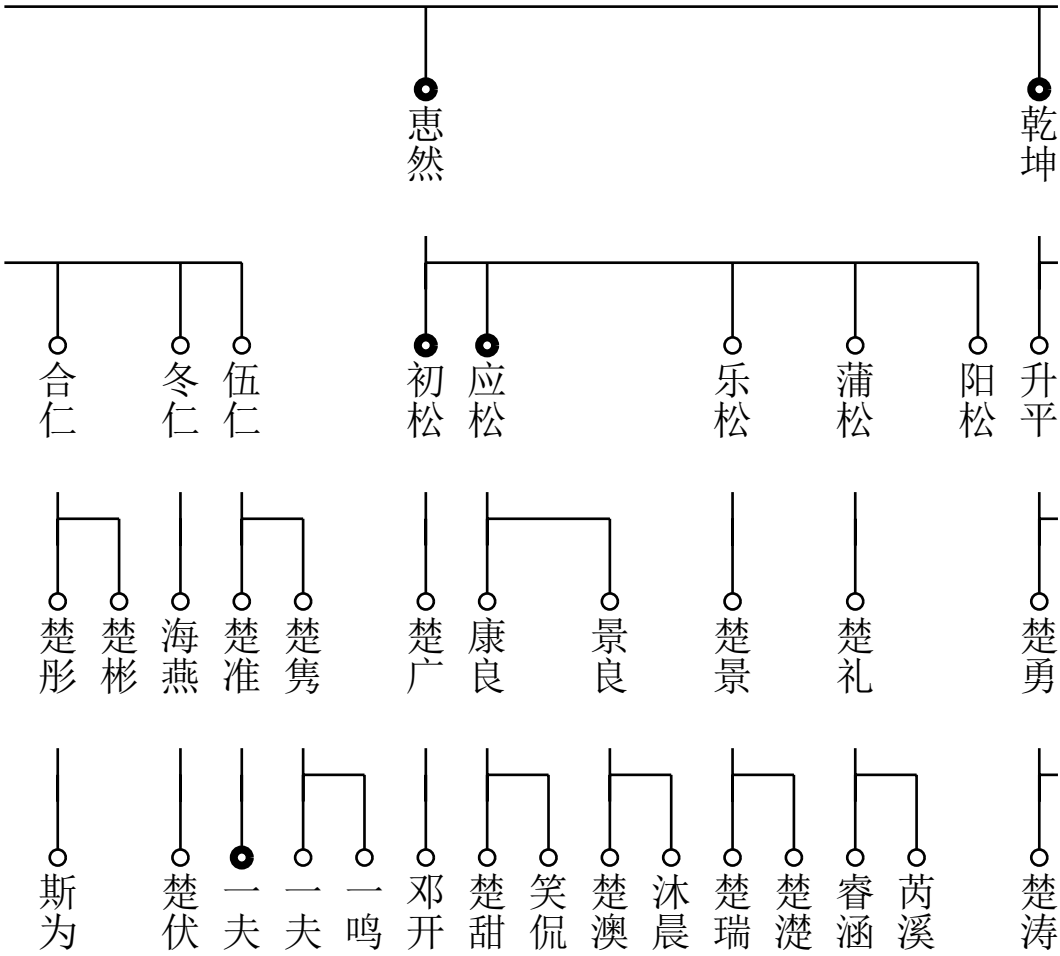 惠然
乾坤
合仁
冬仁
伍仁
初松
应松
乐松
蒲松
阳松
升平
楚彤
楚彬
海燕
楚准
楚隽
楚广
康良
景良
楚景
楚礼
楚勇
斯为
楚伏
一夫
一夫
一鸣
邓开
楚甜
笑侃
楚澳
沐晨
楚瑞
楚濋
睿涵
芮溪
楚涛